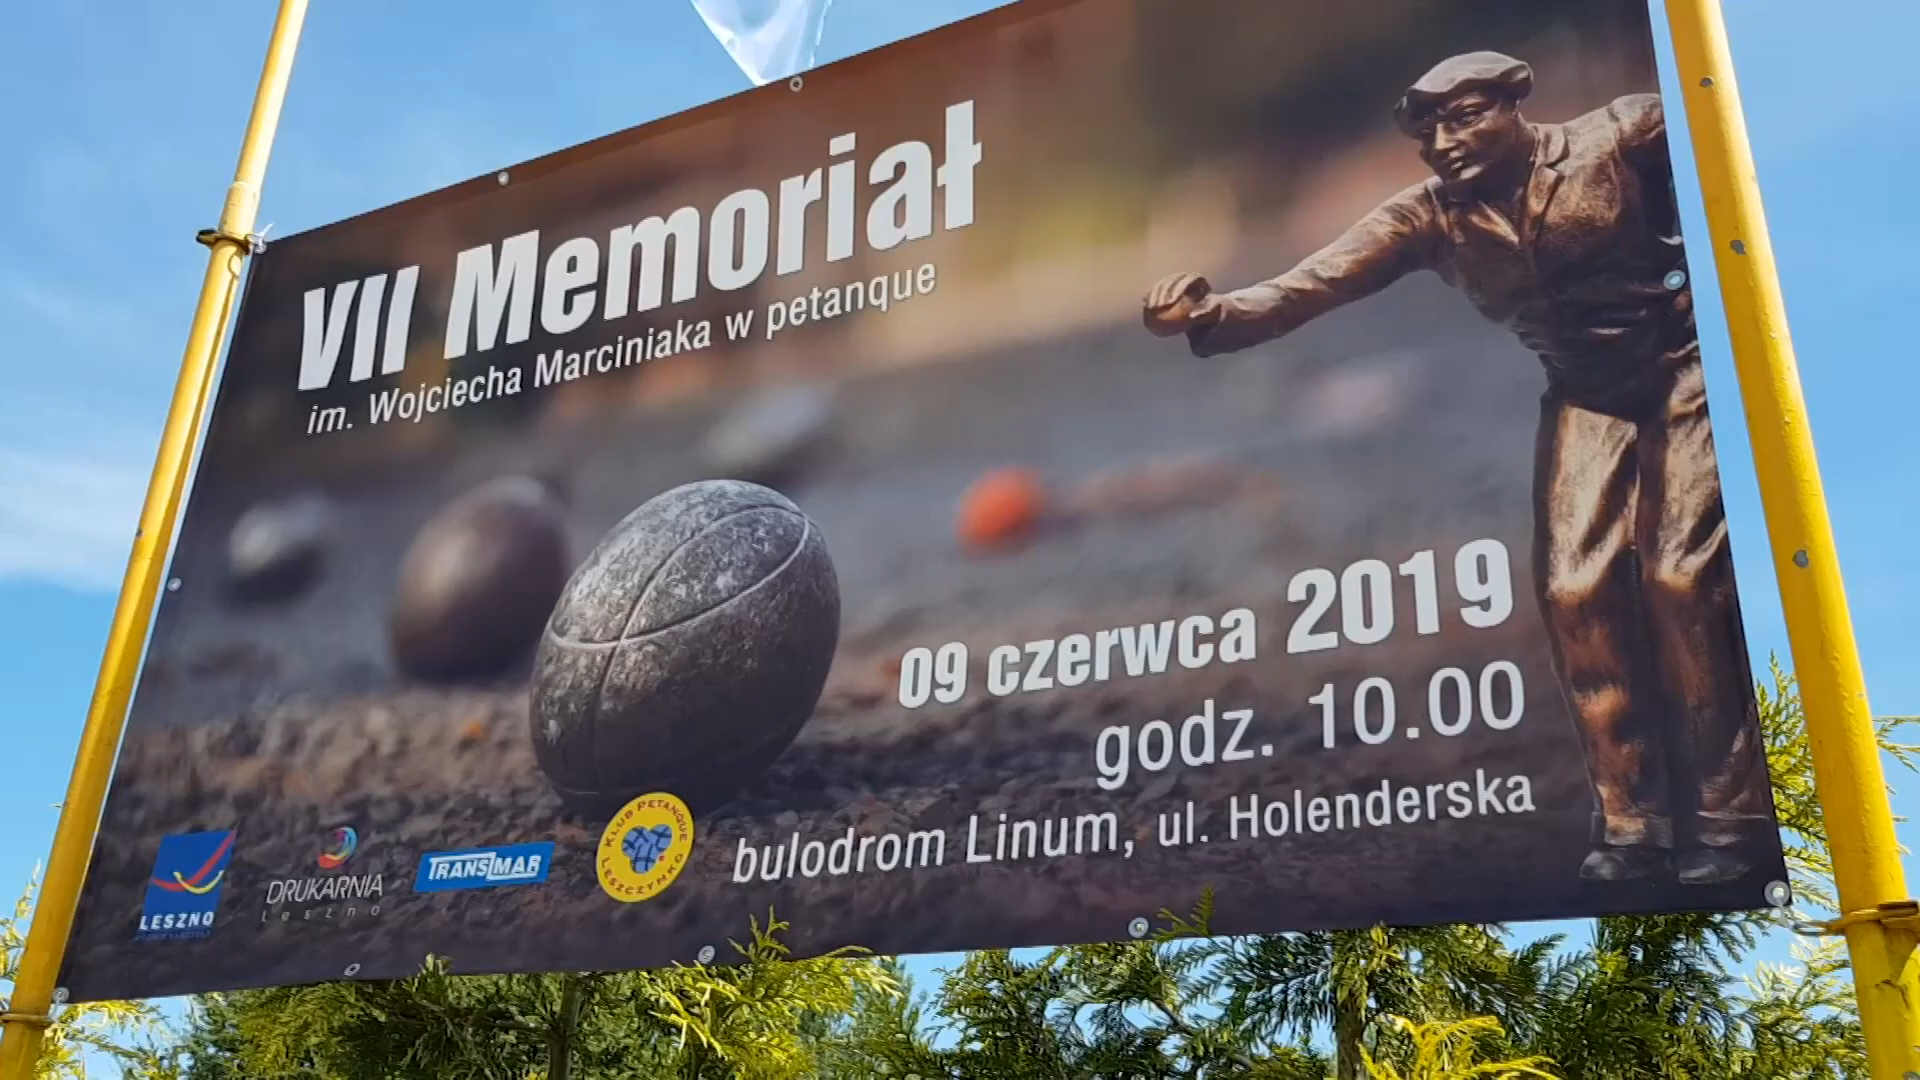 VII Memoriał
im. Wojciecha Marciniaka w petanque
09 czerwca 2019
godz. 10.00
bulodrom Linum, ul. Holenderska
LESZNO
DRUKARNIA
Leszno
TRANSMAR
KLUB PETANQUE
LESZCZYNKO